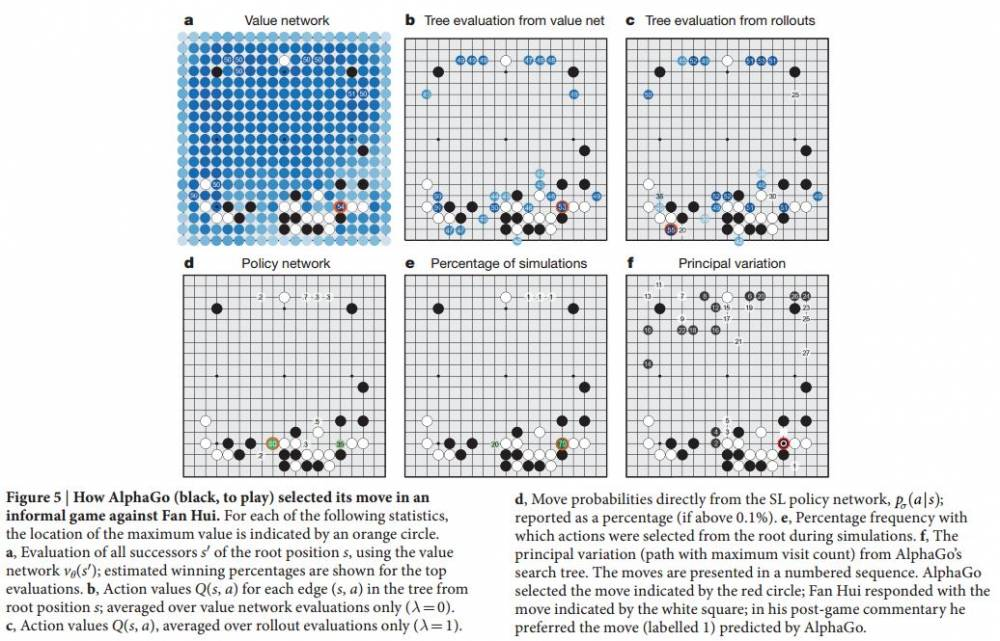 a Value network
b Tree evaluation from value net
c Tree evaluation from rollouts
54
d Policy network
e Percentage of simulations
f Principal variation
Figure 5 | How AlphaGo (black, to play) selected its move in an
informal game against Fan Hui. For each of the following statistics,
the location of the maximum value is indicated by an orange circle.
a, Evaluation of all successors s′ of the root position s, using the value
network vθ(s′); estimated winning percentages are shown for the top
evaluations. b, Action values Q(s, a) for each edge (s, a) in the tree from
root position s; averaged over value network evaluations only (λ=0).
c, Action values Q(s, a), averaged over rollout evaluations only (λ=1).
d, Move probabilities directly from the SL policy network, pσ(a|s);
reported as a percentage (if above 0.1%). e, Percentage frequency with
which actions were selected from the root during simulations. f, The
principal variation (path with maximum visit count) from AlphaGo's
search tree. The moves are presented in a numbered sequence. AlphaGo
selected the move indicated by the red circle; Fan Hui responded with the
move indicated by the white square; in his post-game commentary he
preferred the move (labelled 1) predicted by AlphaGo.